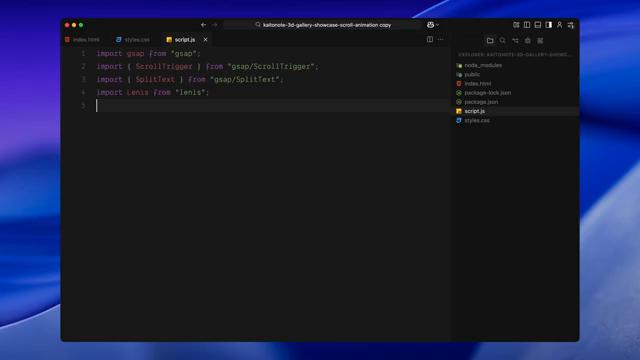 kaitonote-3d-gallery-showcase-scroll-animation copy
index.html
styles.css
script.js
1 import gsap from "gsap";
2 import { ScrollTrigger } from "gsap/ScrollTrigger";
3 import { SplitText } from "gsap/SplitText";
4 import Lenis from "lenis";
5
EXPLORER: KAITONOTE-3D-GALLERY-SHOWC...
node_modules
public
index.html
package-lock.json
package.json
script.js
styles.css